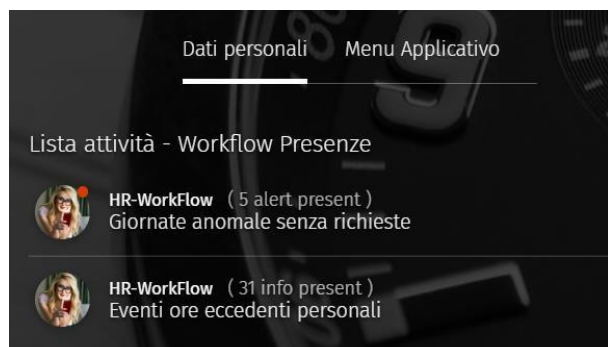 Dati personali Menu Applicativo
Lista attività - Workflow Presenze
HR-WorkFlow ( 5 alert present )
Giornate anomale senza richieste
HR-WorkFlow ( 31 info present )
Eventi ore eccedenti personali